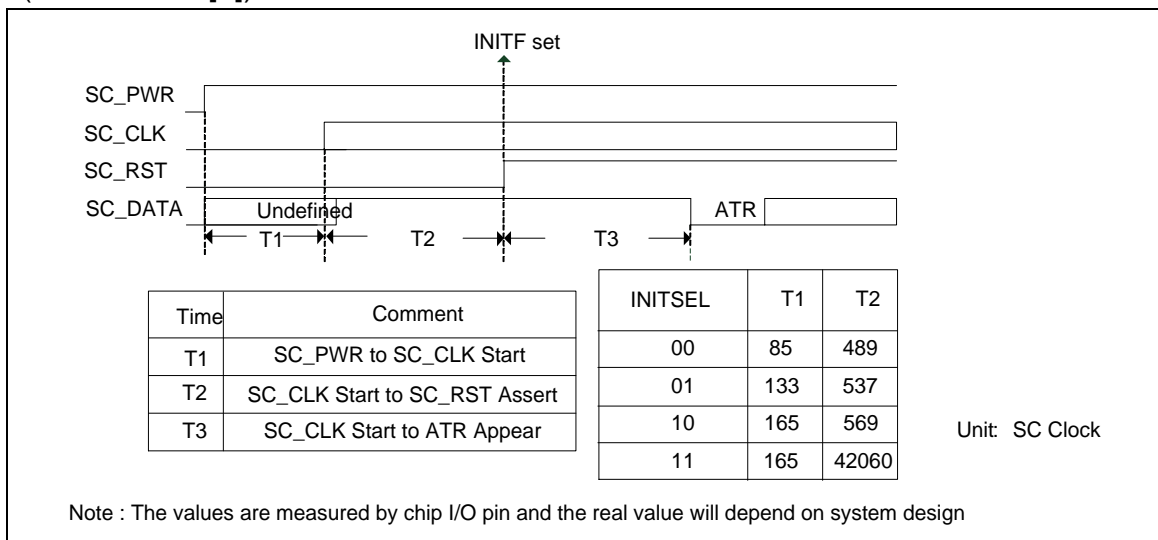 INITF set
SC_PWR
SC_CLK
SC_RST
SC_DATA Undefined ATR
T1 T2 T3
Time Comment
T1 SC_PWR to SC_CLK Start
T2 SC_CLK Start to SC_RST Assert
T3 SC_CLK Start to ATR Appear
INITSEL T1 T2
00 85 489
01 133 537
10 165 569
11 165 42060
Unit: SC Clock
Note : The values are measured by chip I/O pin and the real value will depend on system design